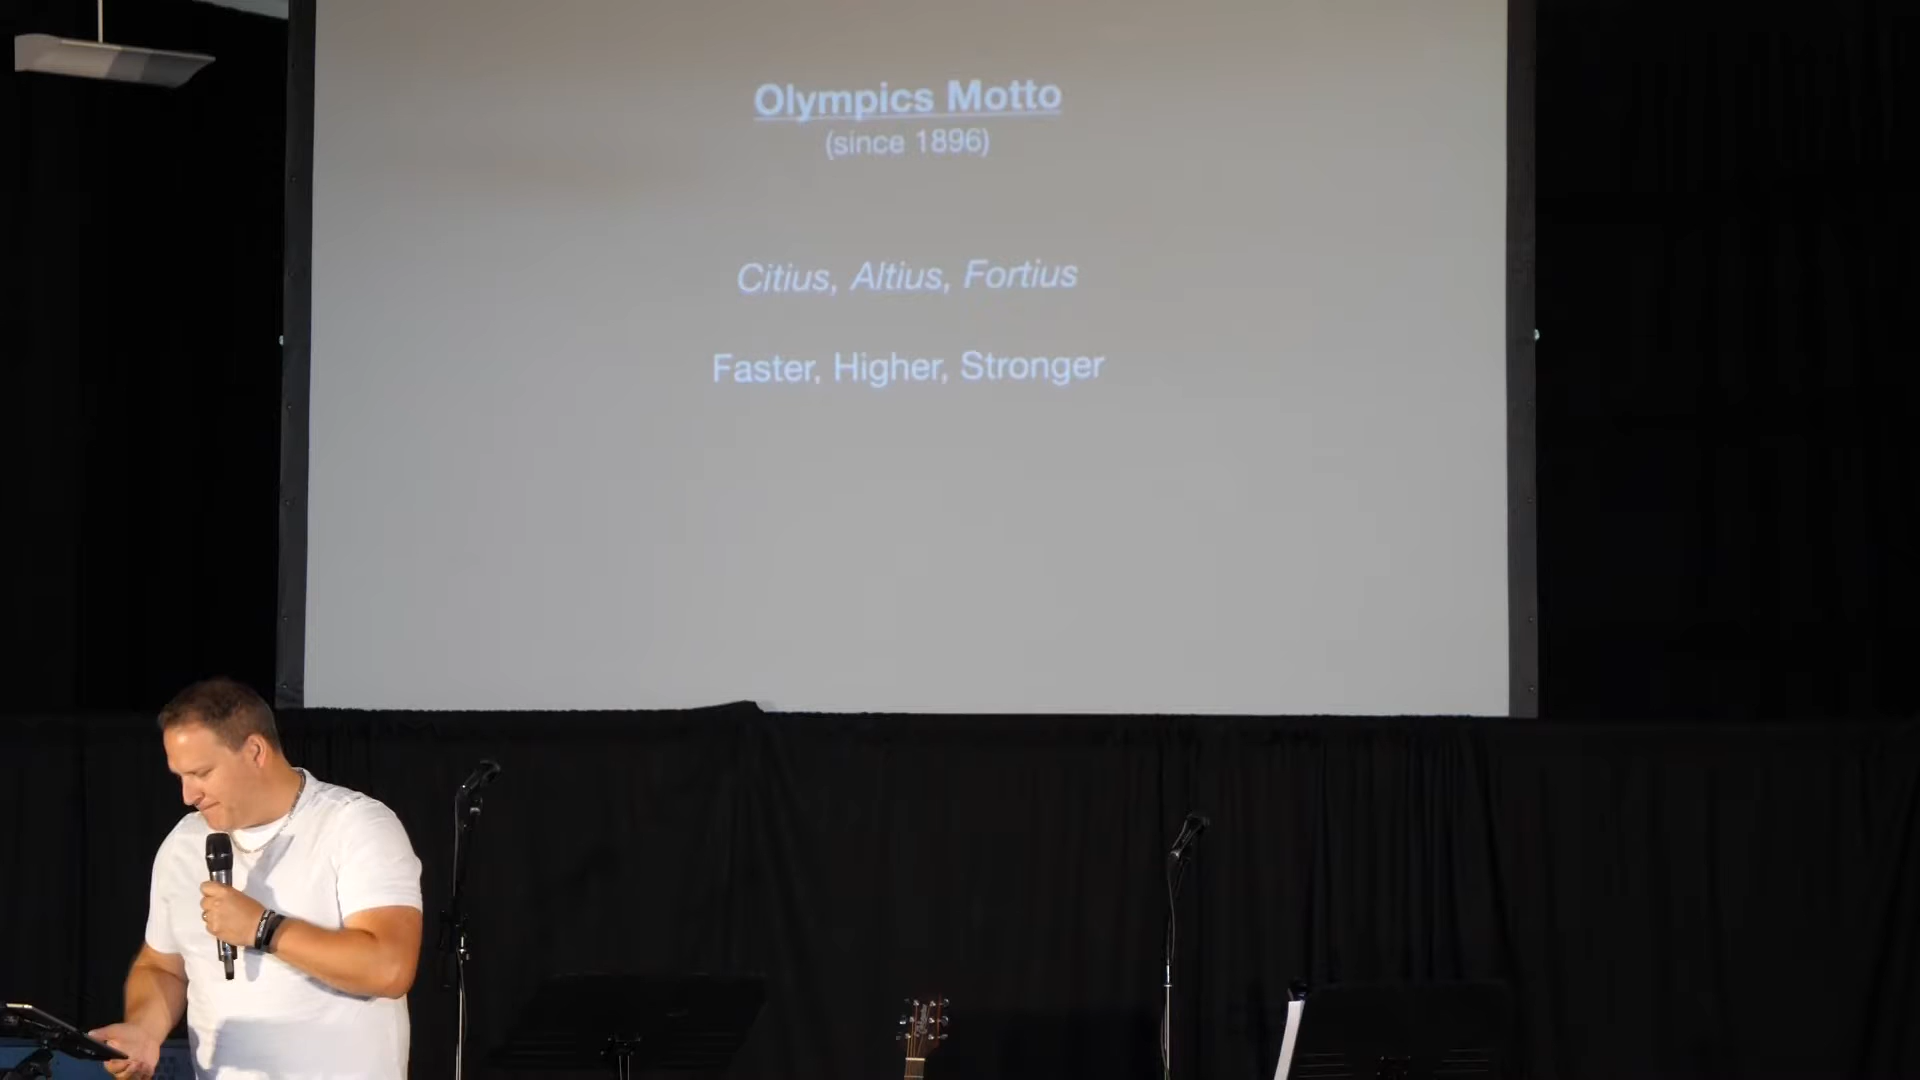 Olympics Motto
(since 1896)
Citius, Altius, Fortius
Faster, Higher, Stronger